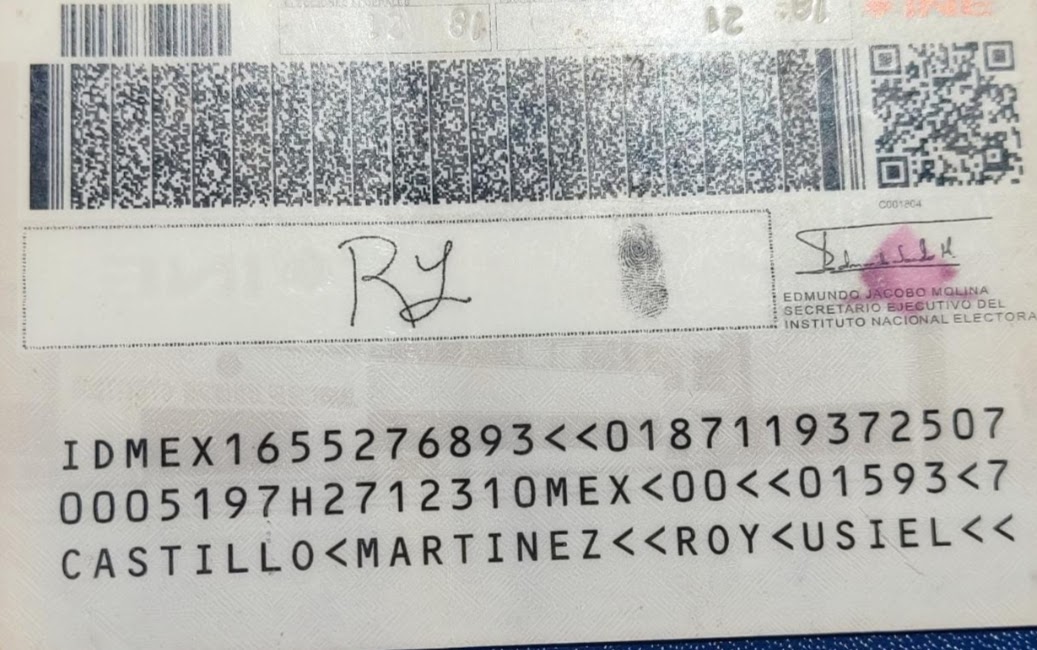 C001804
EDMUNDO JACOBO MOLINA
SECRETARIO EJECUTIVO DEL
INSTITUTO NACIONAL ELECTORA
IDMEX1655276893<<0187119372507
0005197H2712310MEX<00<<01593<7
CASTILLO<MARTINEZ<<ROY<USIEL<<